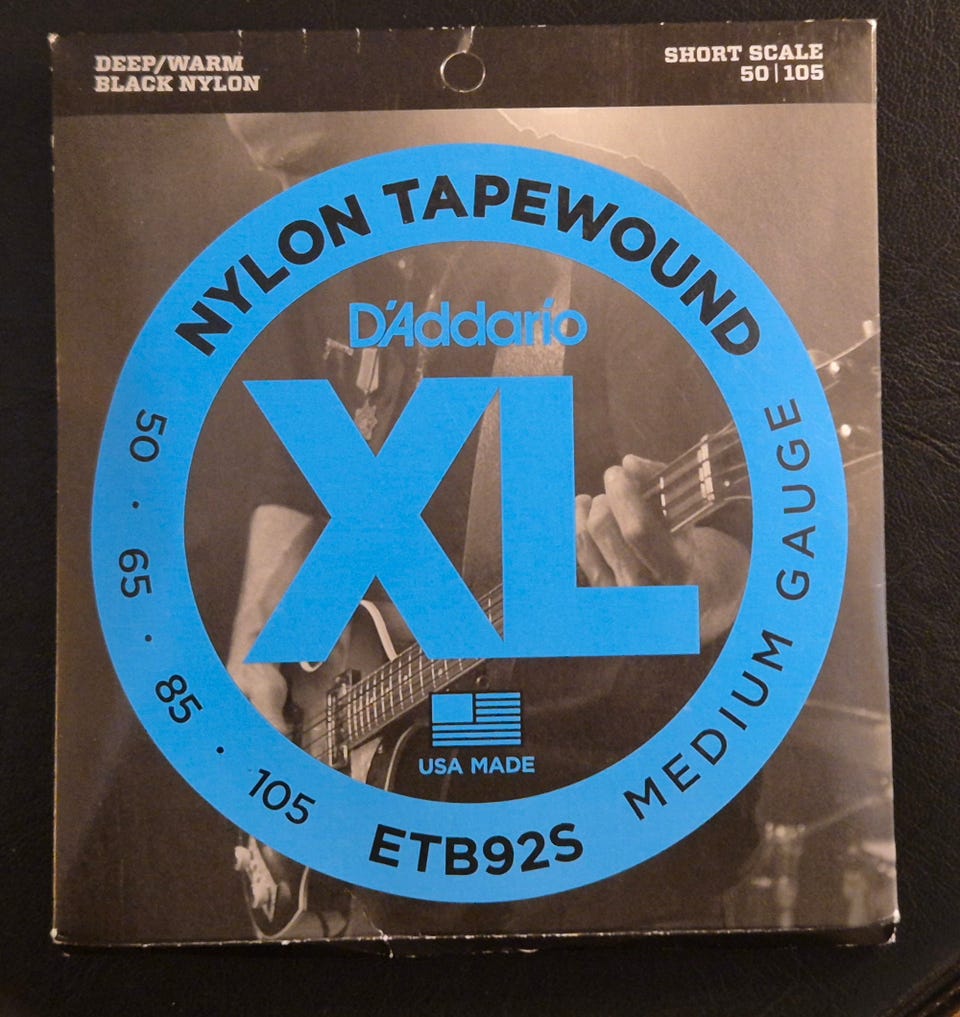 DEEP/WARM
BLACK NYLON
SHORT SCALE
50|105
NYLON TAPEWOUND
D'Addario
XL
USA MADE
50 · 65 · 85 · 105
ETB92S
MEDIUM GAUGE